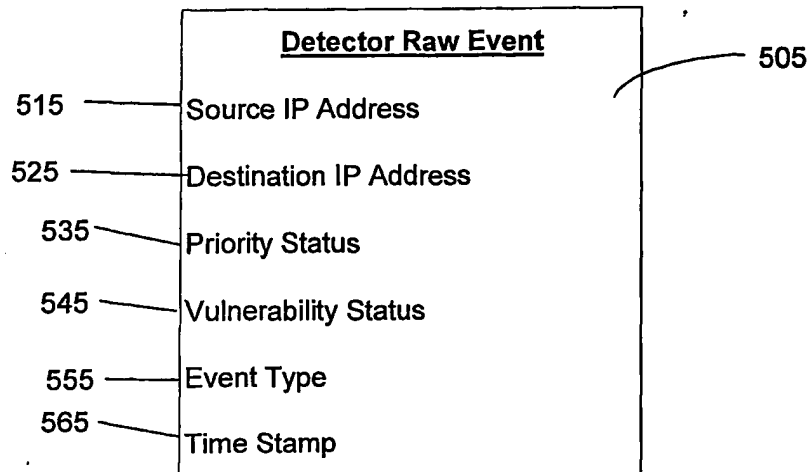 Detector Raw Event
505
515 Source IP Address
525 Destination IP Address
535 Priority Status
545 Vulnerability Status
555 Event Type
565 Time Stamp